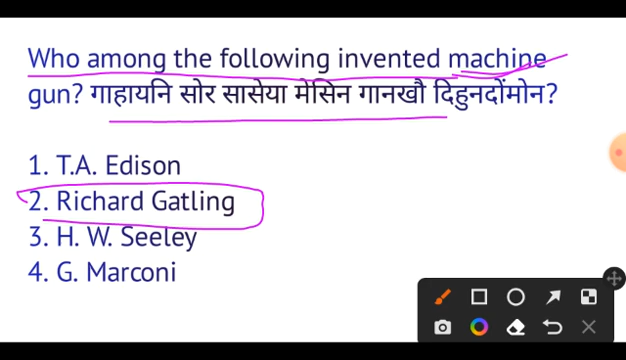 Who among the following invented machine
gun? गाहायनि सोर सासेया मेसिन गानखौ दिहुनदोंमोन?
1. T.A. Edison
2. Richard Gatling
3. H. W. Seeley
4. G. Marconi